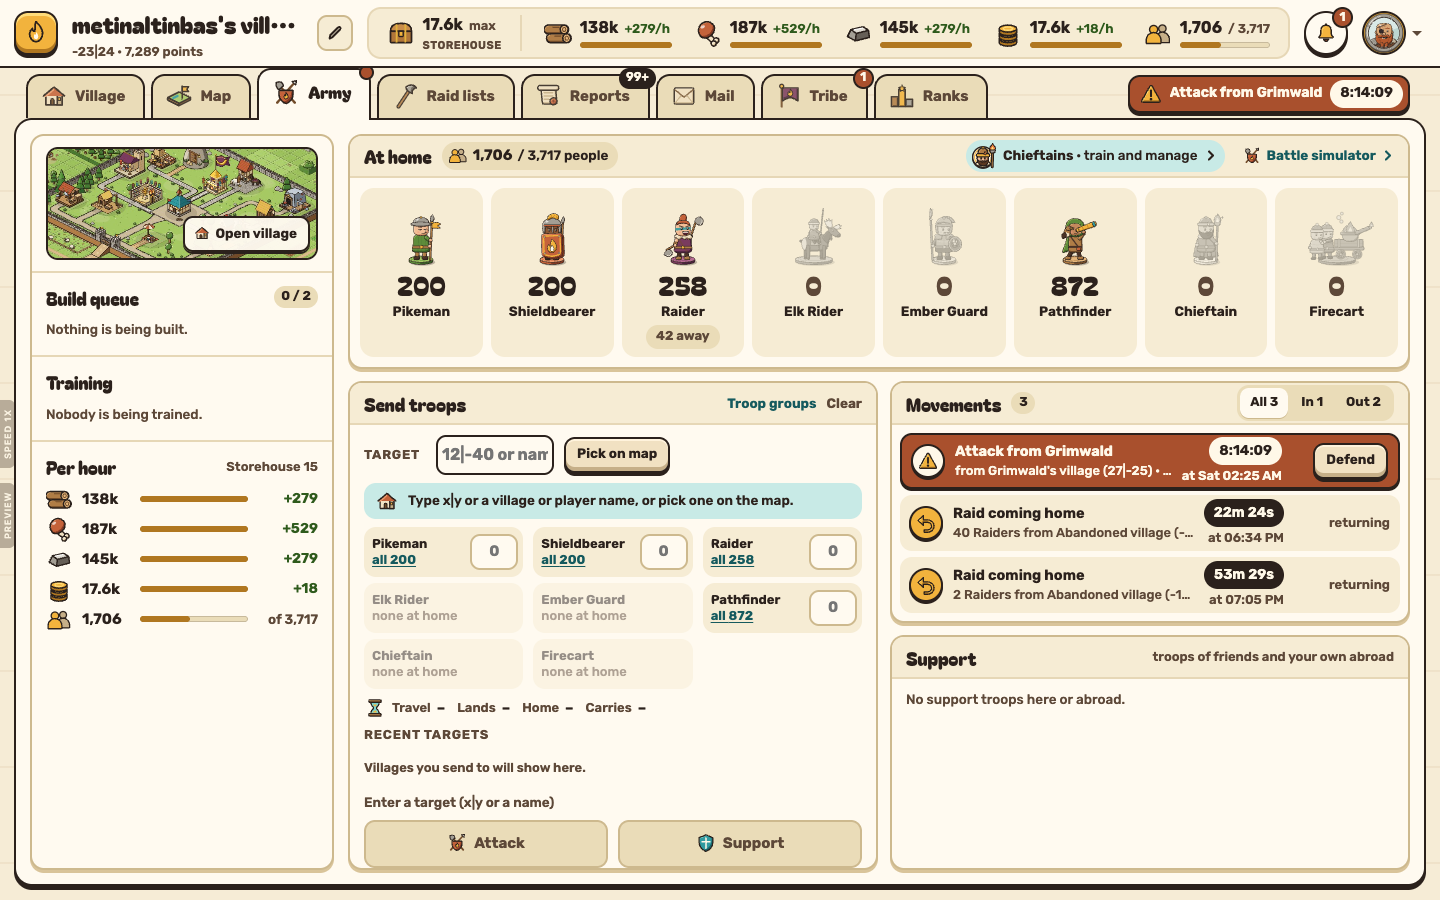 metinaltinbas's vill···
-23|24 · 7,289 points
17.6k max
STOREHOUSE
138k +279/h
187k +529/h
145k +279/h
17.6k +18/h
1,706 / 3,717
1
Village
Map
Army
Raid lists
Reports
99+
Mail
Tribe
1
Ranks
Attack from Grimwald 8:14:09
Open village
Build queue
0 / 2
Nothing is being built.
Training
Nobody is being trained.
Per hour
Storehouse 15
138k +279
187k +529
145k +279
17.6k +18
1,706 of 3,717
SPEED 1X
PREVIEW
At home
1,706 / 3,717 people
Chieftains · train and manage
Battle simulator
200
Pikeman
200
Shieldbearer
258
Raider
42 away
0
Elk Rider
0
Ember Guard
872
Pathfinder
0
Chieftain
0
Firecart
Send troops
Troop groups
Clear
TARGET
12|-40 or nam
Pick on map
Type x|y or a village or player name, or pick one on the map.
Pikeman
all 200
0
Shieldbearer
all 200
0
Raider
all 258
0
Elk Rider
none at home
Ember Guard
none at home
Pathfinder
all 872
0
Chieftain
none at home
Firecart
none at home
Travel – Lands – Home – Carries –
RECENT TARGETS
Villages you send to will show here.
Enter a target (x|y or a name)
Attack
Support
Movements
3
All 3
In 1
Out 2
Attack from Grimwald
from Grimwald's village (27|-25) · ...
8:14:09
at Sat 02:25 AM
Defend
Raid coming home
40 Raiders from Abandoned village (-...
22m 24s
at 06:34 PM
returning
Raid coming home
2 Raiders from Abandoned village (-1...
53m 29s
at 07:05 PM
returning
Support
troops of friends and your own abroad
No support troops here or abroad.